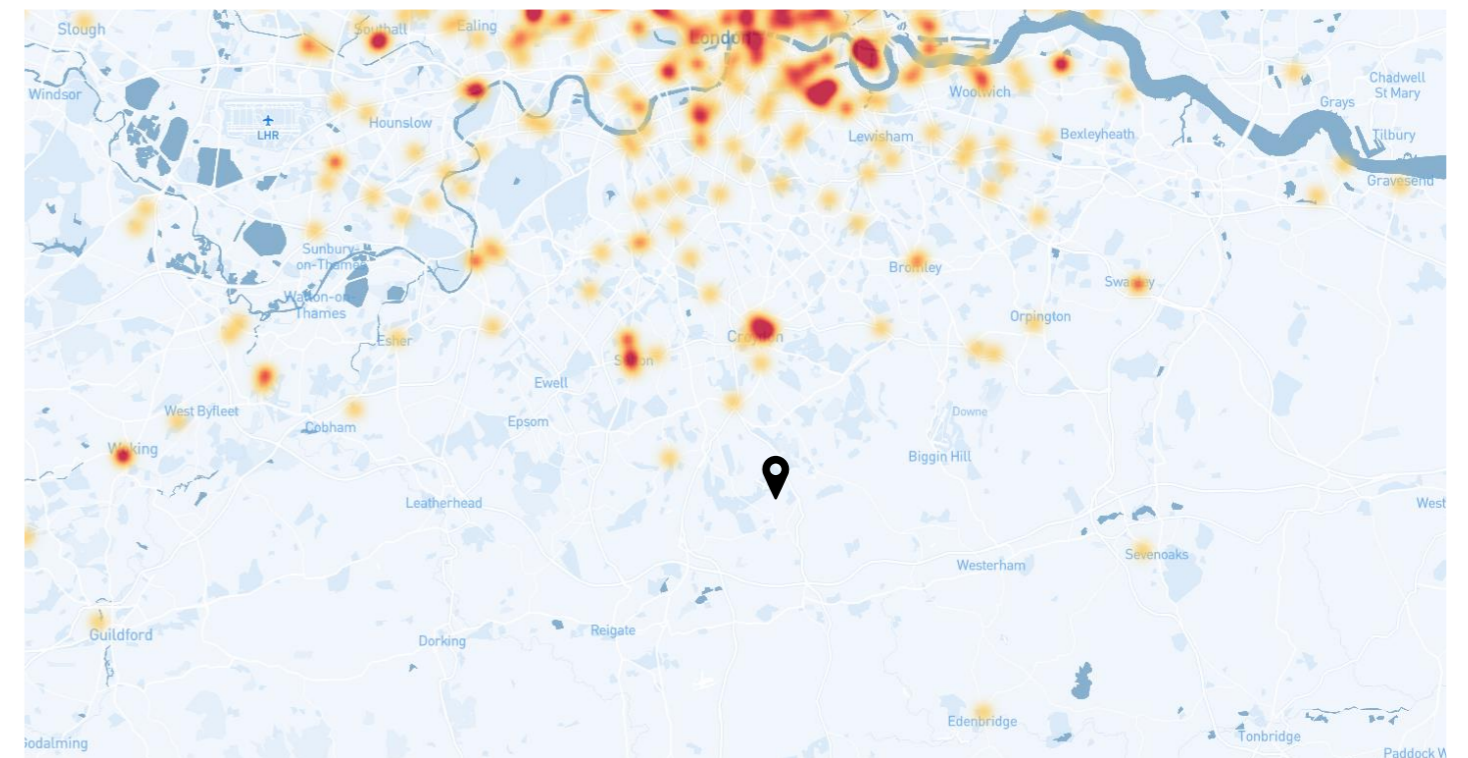 Slough
Southall
Ealing
London
Windsor
LHR
Hounslow
Woolwich
Chadwell
St Mary
Grays
Lewisham
Bexleyheath
Tilbury
Gravesend
Sunbury-
on-Thames
Walton-on-
Thames
Bromley
Swanley
Esher
Croydon
Orpington
Sutton
Ewell
West Byfleet
Cobham
Epsom
Downe
Woking
Biggin Hill
Leatherhead
West
Westerham
Sevenoaks
Guildford
Dorking
Reigate
Edenbridge
Tonbridge
Godalming
Paddock W